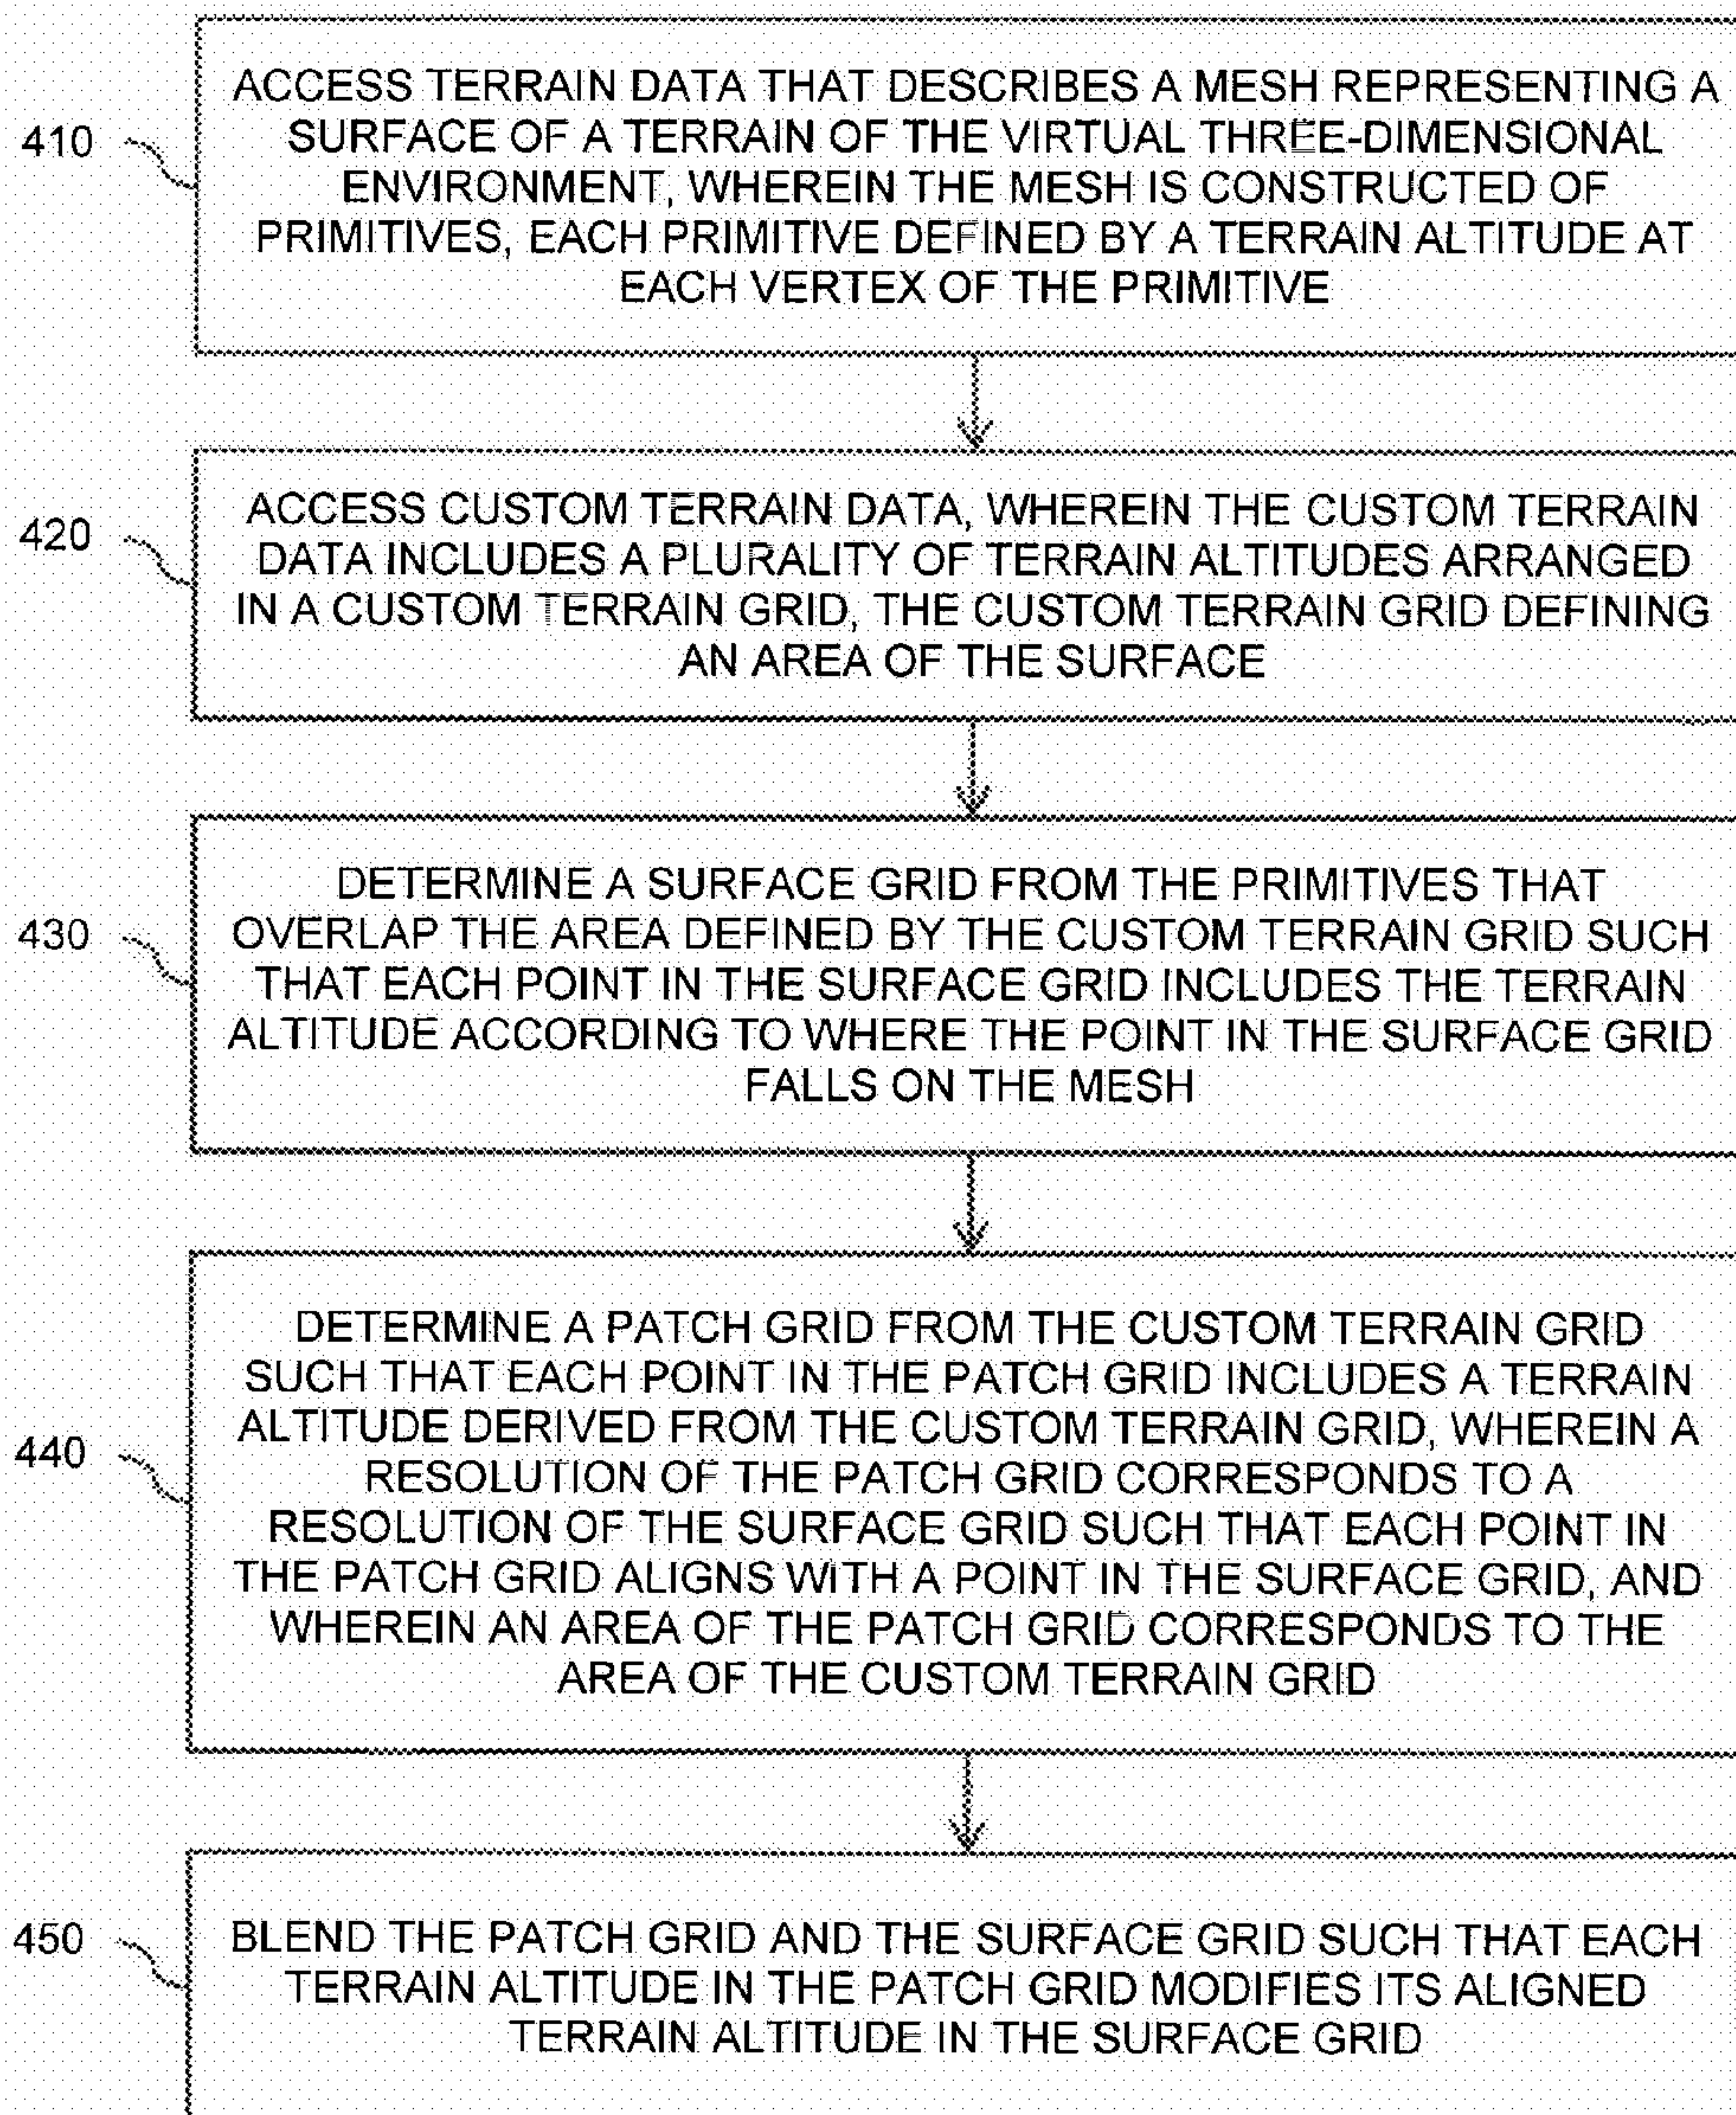 ACCESS TERRAIN DATA THAT DESCRIBES A MESH REPRESENTING A
410
SURFACE OF A TERRAIN OF THE VIRTUAL THREE-DIMENSIONAL
ENVIRONMENT, WHEREIN THE MESH IS CONSTRUCTED OF
PRIMITIVES, EACH PRIMITIVE DEFINED BY A TERRAIN ALTITUDE AT
EACH VERTEX OF THE PRIMITIVE
ACCESS CUSTOM TERRAIN DATA, WHEREIN THE CUSTOM TERRAIN
420
DATA INCLUDES A PLURALITY OF TERRAIN ALTITUDES ARRANGED
IN A CUSTOM TERRAIN GRID, THE CUSTOM TERRAIN GRID DEFINING
AN AREA OF THE SURFACE
DETERMINE A SURFACE GRID FROM THE PRIMITIVES THAT
430
OVERLAP THE AREA DEFINED BY THE CUSTOM TERRAIN GRID SUCH
THAT EACH POINT IN THE SURFACE GRID INCLUDES THE TERRAIN
ALTITUDE ACCORDING TO WHERE THE POINT IN THE SURFACE GRID
FALLS ON THE MESH
DETERMINE A PATCH GRID FROM THE CUSTOM TERRAIN GRID
SUCH THAT EACH POINT IN THE PATCH GRID INCLUDES A TERRAIN
ALTITUDE DERIVED FROM THE CUSTOM TERRAIN GRID, WHEREIN A
440
RESOLUTION OF THE PATCH GRID CORRESPONDS TO A
RESOLUTION OF THE SURFACE GRID SUCH THAT EACH POINT IN
THE PATCH GRID ALIGNS WITH A POINT IN THE SURFACE GRID, AND
WHEREIN AN AREA OF THE PATCH GRID CORRESPONDS TO THE
AREA OF THE CUSTOM TERRAIN GRID
450
BLEND THE PATCH GRID AND THE SURFACE GRID SUCH THAT EACH
TERRAIN ALTITUDE IN THE PATCH GRID MODIFIES ITS ALIGNED
TERRAIN ALTITUDE IN THE SURFACE GRID